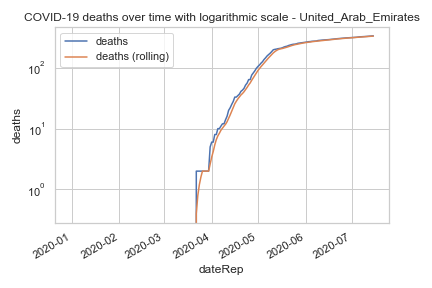 COVID-19 deaths over time with logarithmic scale - United_Arab_Emirates
deaths
deaths (rolling)
10²
10¹
10⁰
deaths
2020-01
2020-02
2020-03
2020-04
2020-05
2020-06
2020-07
dateRep